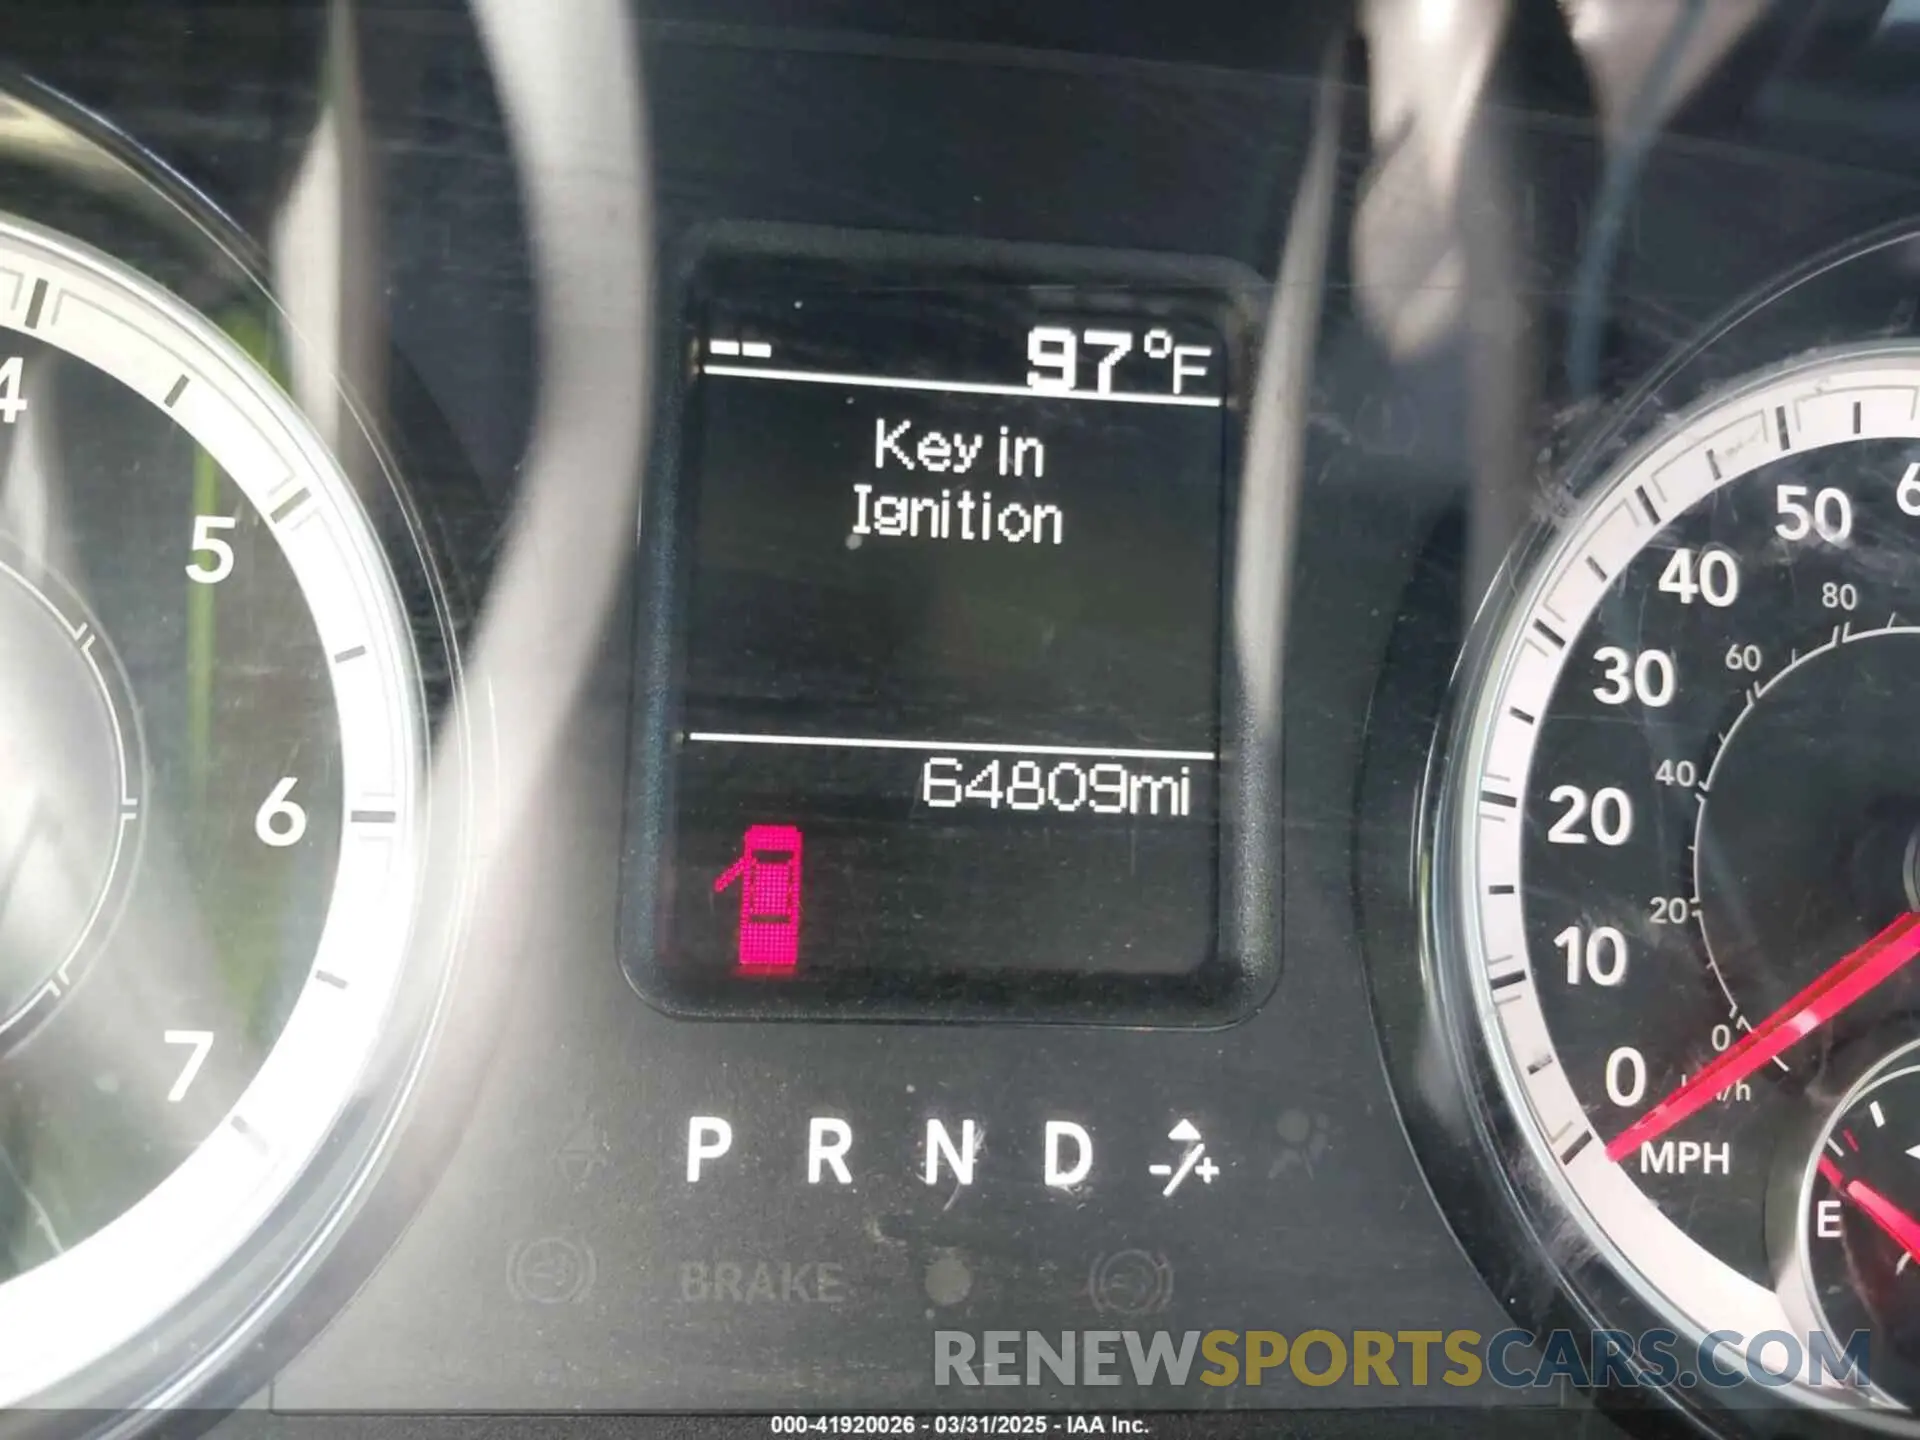 -- 97°F
Key in
Ignition
64809mi
P R N D -/+
BRAKE
4
5
6
7
50
40
30
20
10
0
MPH
80
60
40
20
0
E
RENEWSPORTSCARS.COM
000-41920026 - 03/31/2025 - IAA Inc.